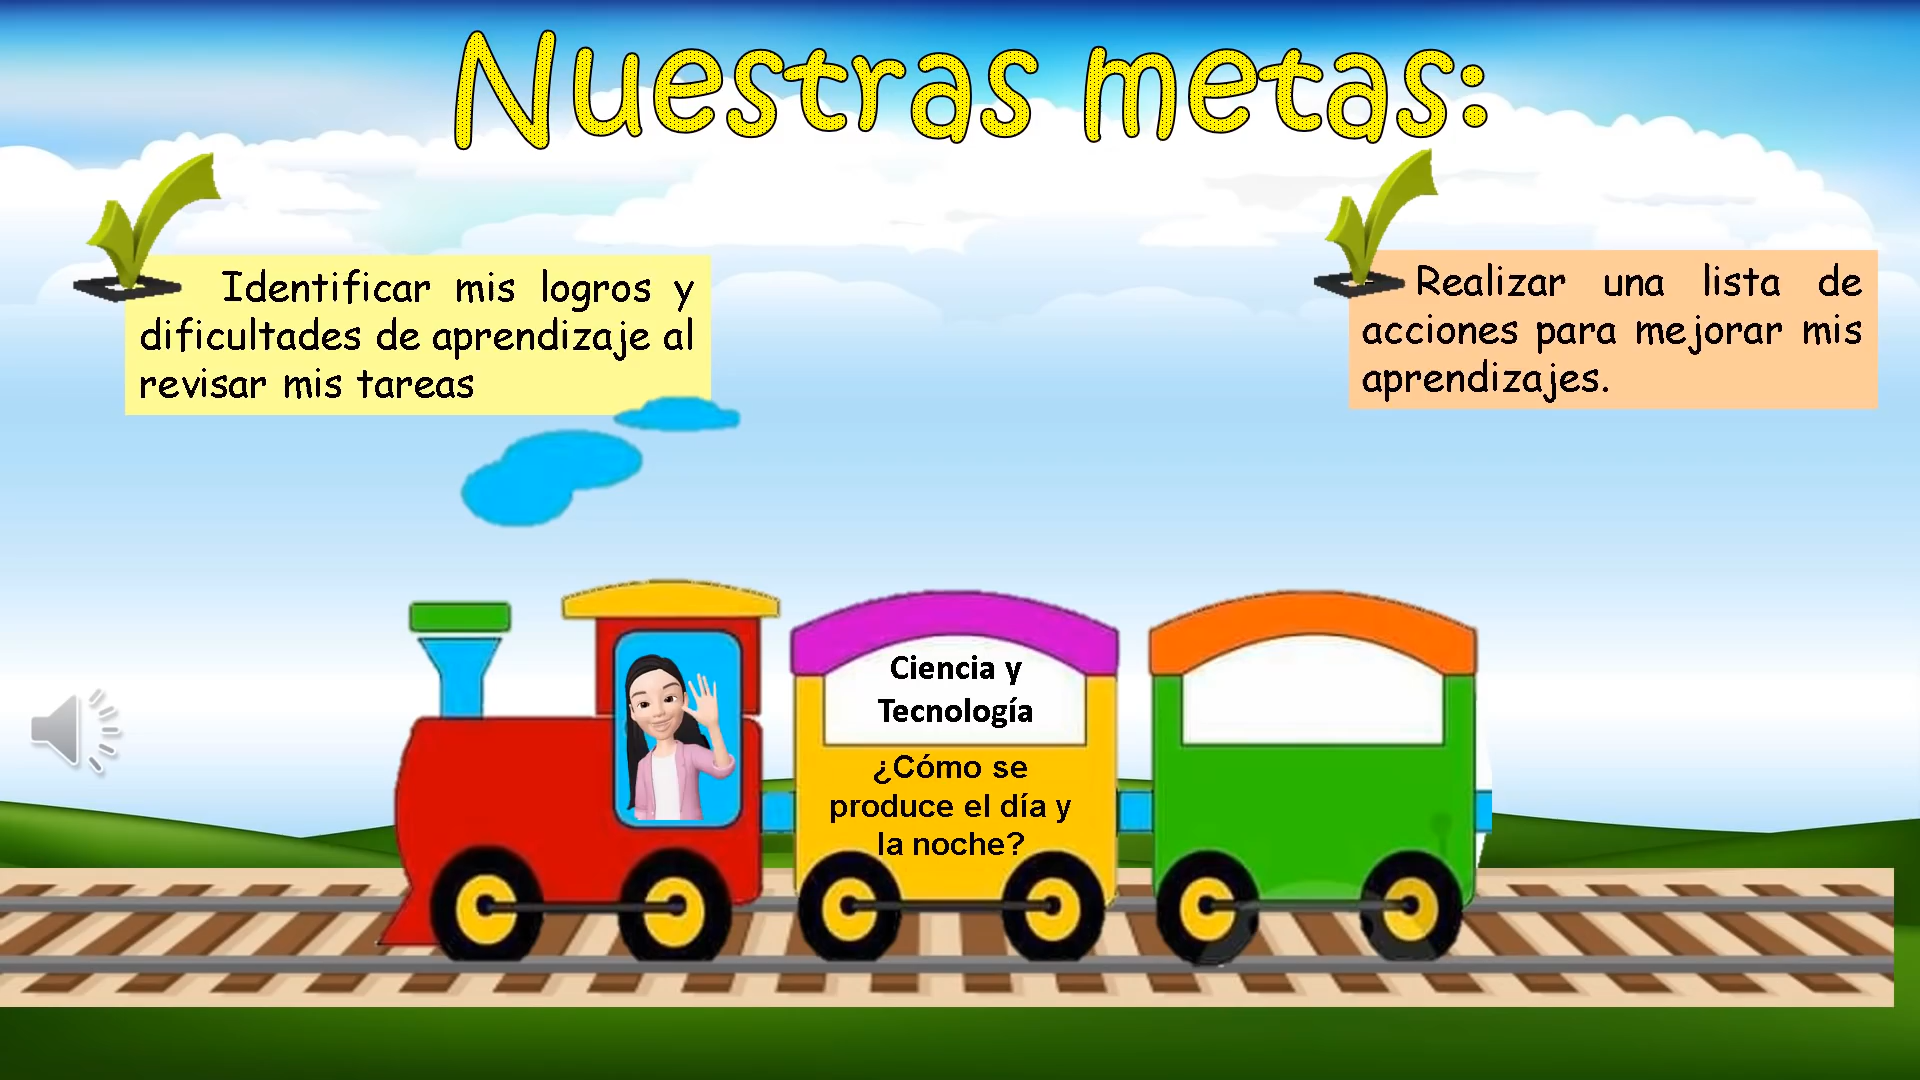 Nuestras metas:
Identificar mis logros y
dificultades de aprendizaje al
revisar mis tareas
Realizar una lista de
acciones para mejorar mis
aprendizajes.
Ciencia y
Tecnología
¿Cómo se
produce el día y
la noche?